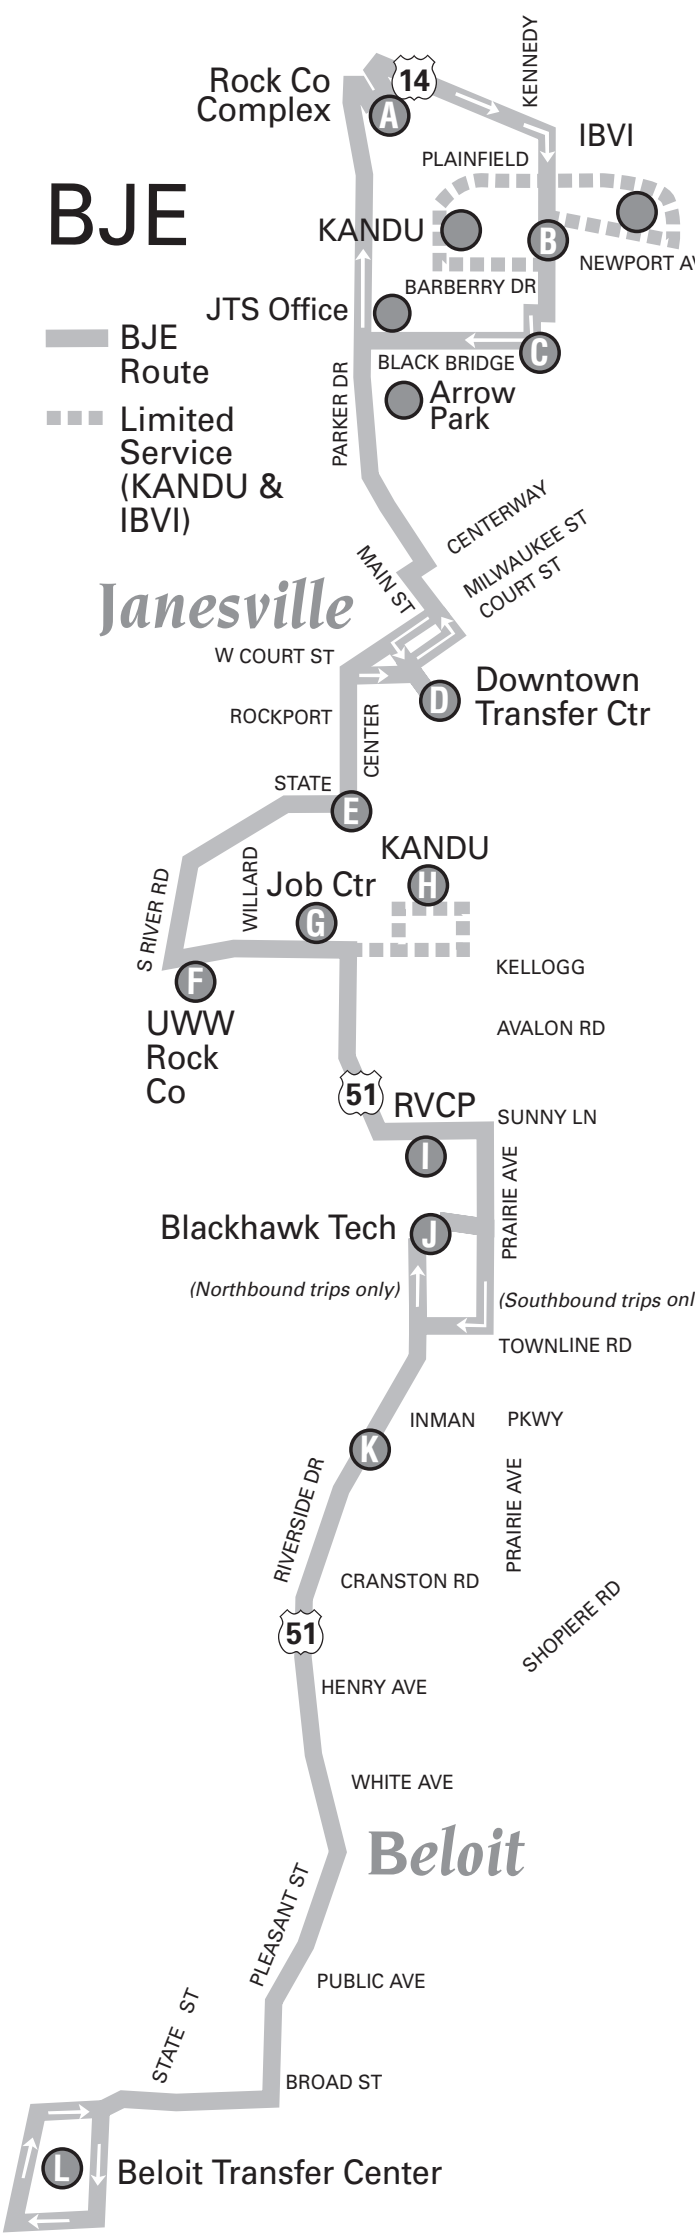 KENNEDY
Rock Co
Complex
14
A
IBVI
PLAINFIELD
BJE
KANDU
B
NEWPORT AV
BARBERRY DR
JTS Office
BJE
Route
C
BLACK BRIDGE
PARKER DR
Arrow
Park
Limited
Service
(KANDU &
IBVI)
CENTERWAY
MILWAUKEE ST
COURT ST
MAIN ST
Janesville
W COURT ST
D
Downtown
Transfer Ctr
ROCKPORT
CENTER
STATE
E
KANDU
WILLARD
Job Ctr
H
S RIVER RD
G
KELLOGG
F
UWW
Rock
Co
AVALON RD
51
RVCP
SUNNY LN
I
PRAIRIE AVE
Blackhawk Tech
J
(Northbound trips only)
(Southbound trips onl
TOWNLINE RD
INMAN PKWY
K
RIVERSIDE DR
PRAIRIE AVE
CRANSTON RD
SHOPIERE RD
51
HENRY AVE
WHITE AVE
Beloit
PLEASANT ST
PUBLIC AVE
STATE ST
BROAD ST
L
Beloit Transfer Center